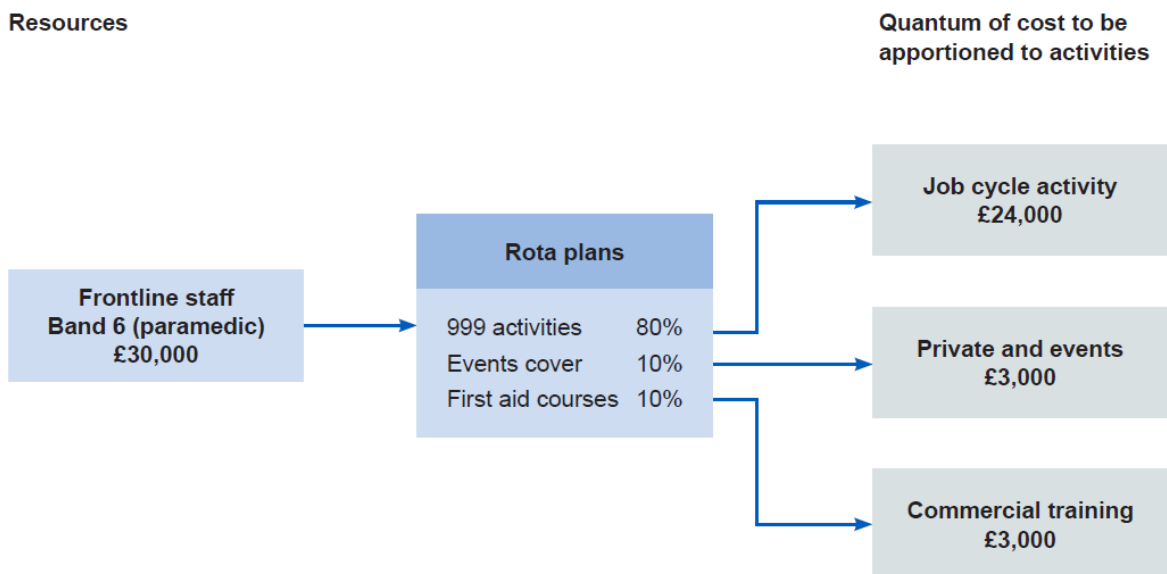 Resources
Quantum of cost to be
apportioned to activities
Frontline staff
Band 6 (paramedic)
£30,000
Rota plans
999 activities 80%
Events cover 10%
First aid courses 10%
Job cycle activity
£24,000
Private and events
£3,000
Commercial training
£3,000